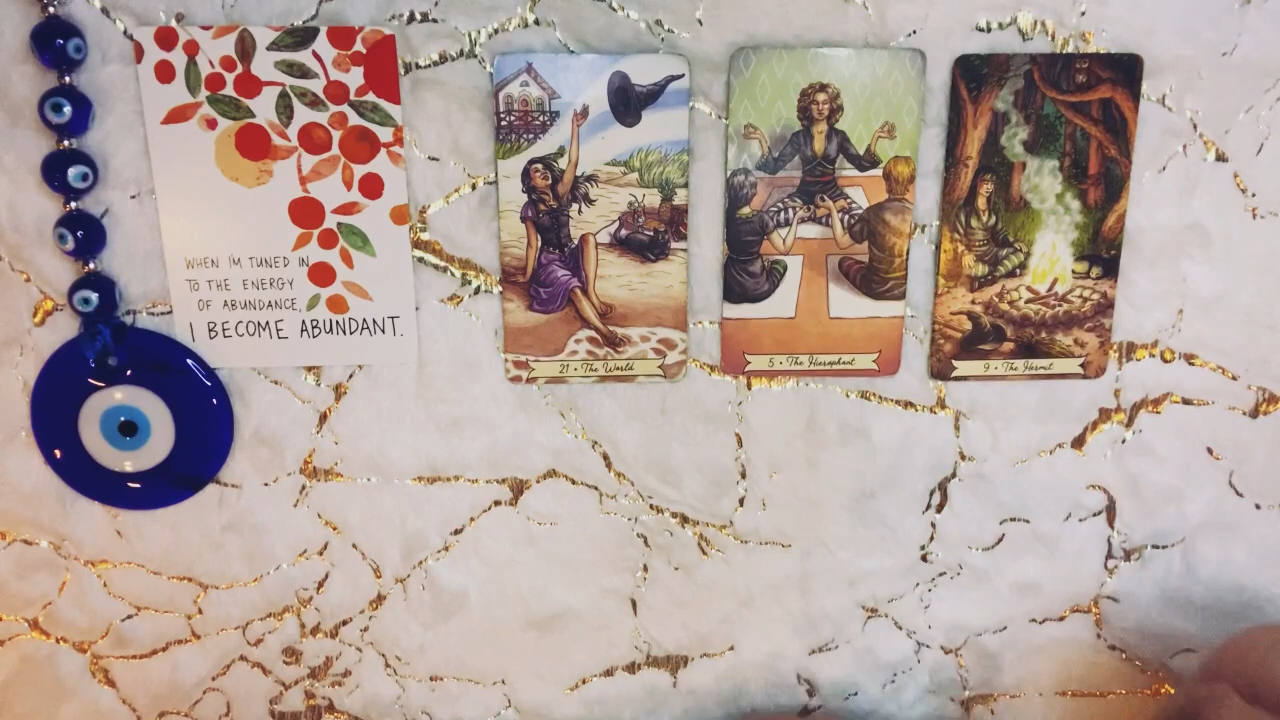 WHEN I'M TUNED IN
TO THE ENERGY
OF ABUNDANCE,
I BECOME ABUNDANT.
21 • The World
5 • The Hierophant
9 • The Hermit